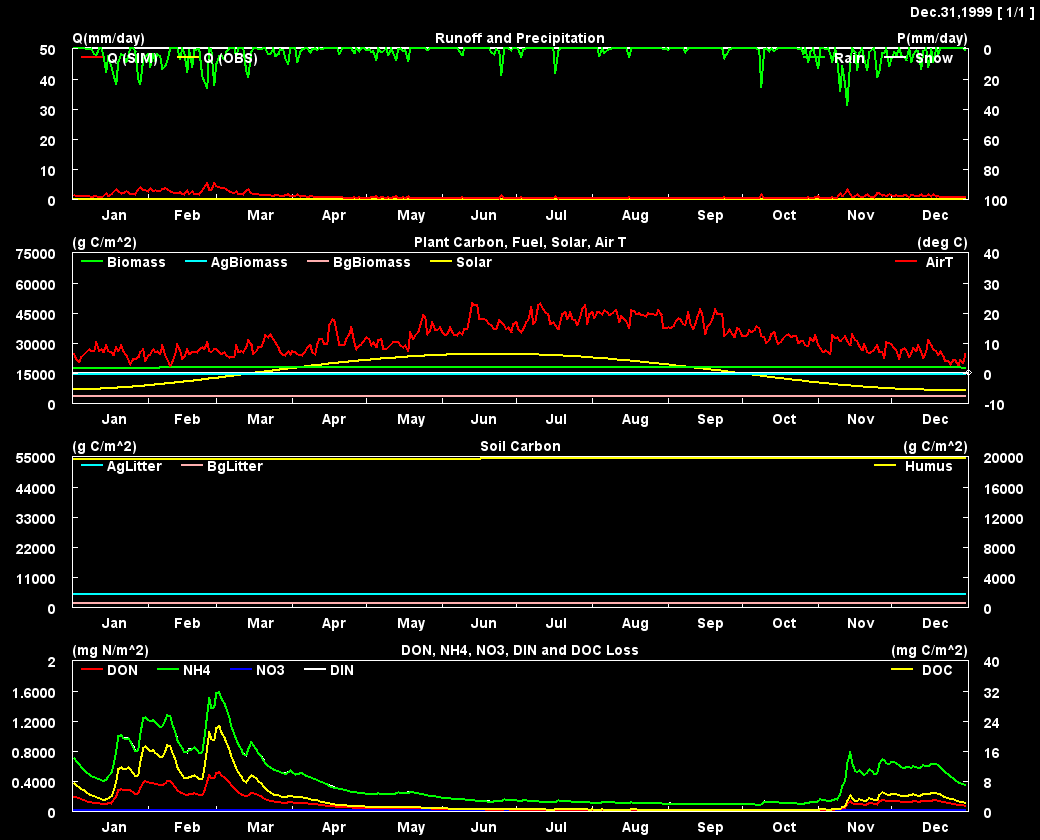 Dec.31,1999 [ 1/1 ]
Q(mm/day) Runoff and Precipitation P(mm/day)
50 0
Q (SIM) Q (OBS) Rain Snow
40 20
30 40
20 60
10 80
0 100
Jan Feb Mar Apr May Jun Jul Aug Sep Oct Nov Dec
(g C/m^2) Plant Carbon, Fuel, Solar, Air T (deg C)
75000 40
Biomass AgBiomass BgBiomass Solar AirT
60000 30
45000 20
30000 10
15000 0
0 -10
Jan Feb Mar Apr May Jun Jul Aug Sep Oct Nov Dec
(g C/m^2) Soil Carbon (g C/m^2)
55000 20000
AgLitter BgLitter Humus
44000 16000
33000 12000
22000 8000
11000 4000
0 0
Jan Feb Mar Apr May Jun Jul Aug Sep Oct Nov Dec
(mg N/m^2) DON, NH4, NO3, DIN and DOC Loss (mg C/m^2)
2 40
DON NH4 NO3 DIN DOC
1.6000 32
1.2000 24
0.8000 16
0.4000 8
0 0
Jan Feb Mar Apr May Jun Jul Aug Sep Oct Nov Dec